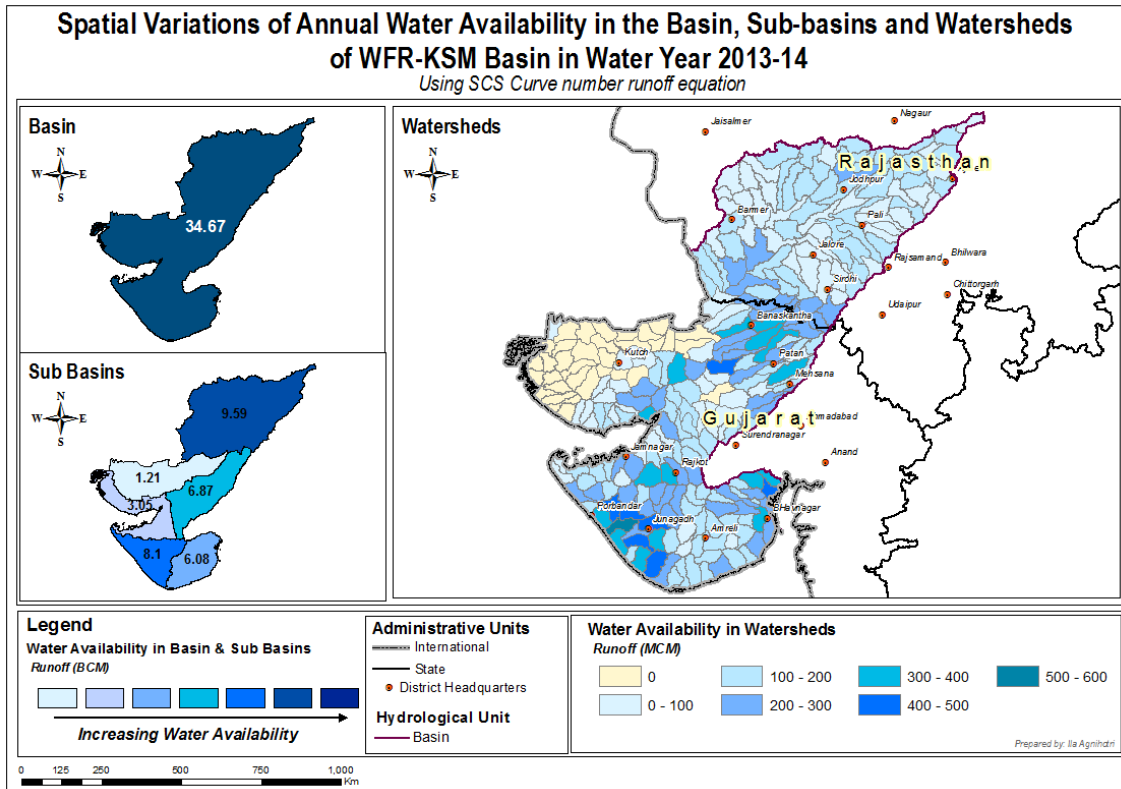 Spatial Variations of Annual Water Availability in the Basin, Sub-basins and Watersheds
of WFR-KSM Basin in Water Year 2013-14
Using SCS Curve number runoff equation
Basin
N
W E
S
34.67
Sub Basins
N
W E
S
9.59
1.21
6.87
3.05
8.1
6.08
Watersheds
N
W E
S
Nagaur
Jaisalmer
Rajasthan
Jodhpur
Barmer
Pali
Jalore
Rajsamand
Bhilwara
Sirohi
Chittorgarh
Udaipur
Banaskantha
Kutch
Patan
Mehsana
Gujarat
hmadabad
Surendranagar
Jamnagar
Anand
Rajkot
Porbandar
Junagadh
BHavnagar
Amreli
Legend
Water Availability in Basin & Sub Basins
Runoff (BCM)
Increasing Water Availability
Administrative Units
International
State
District Headquarters
Hydrological Unit
Basin
Water Availability in Watersheds
Runoff (MCM)
0 100 - 200 300 - 400 500 - 600
0 - 100 200 - 300 400 - 500
Prepared by: Ila Agnihotri
0 125 250 500 750 1,000
Km